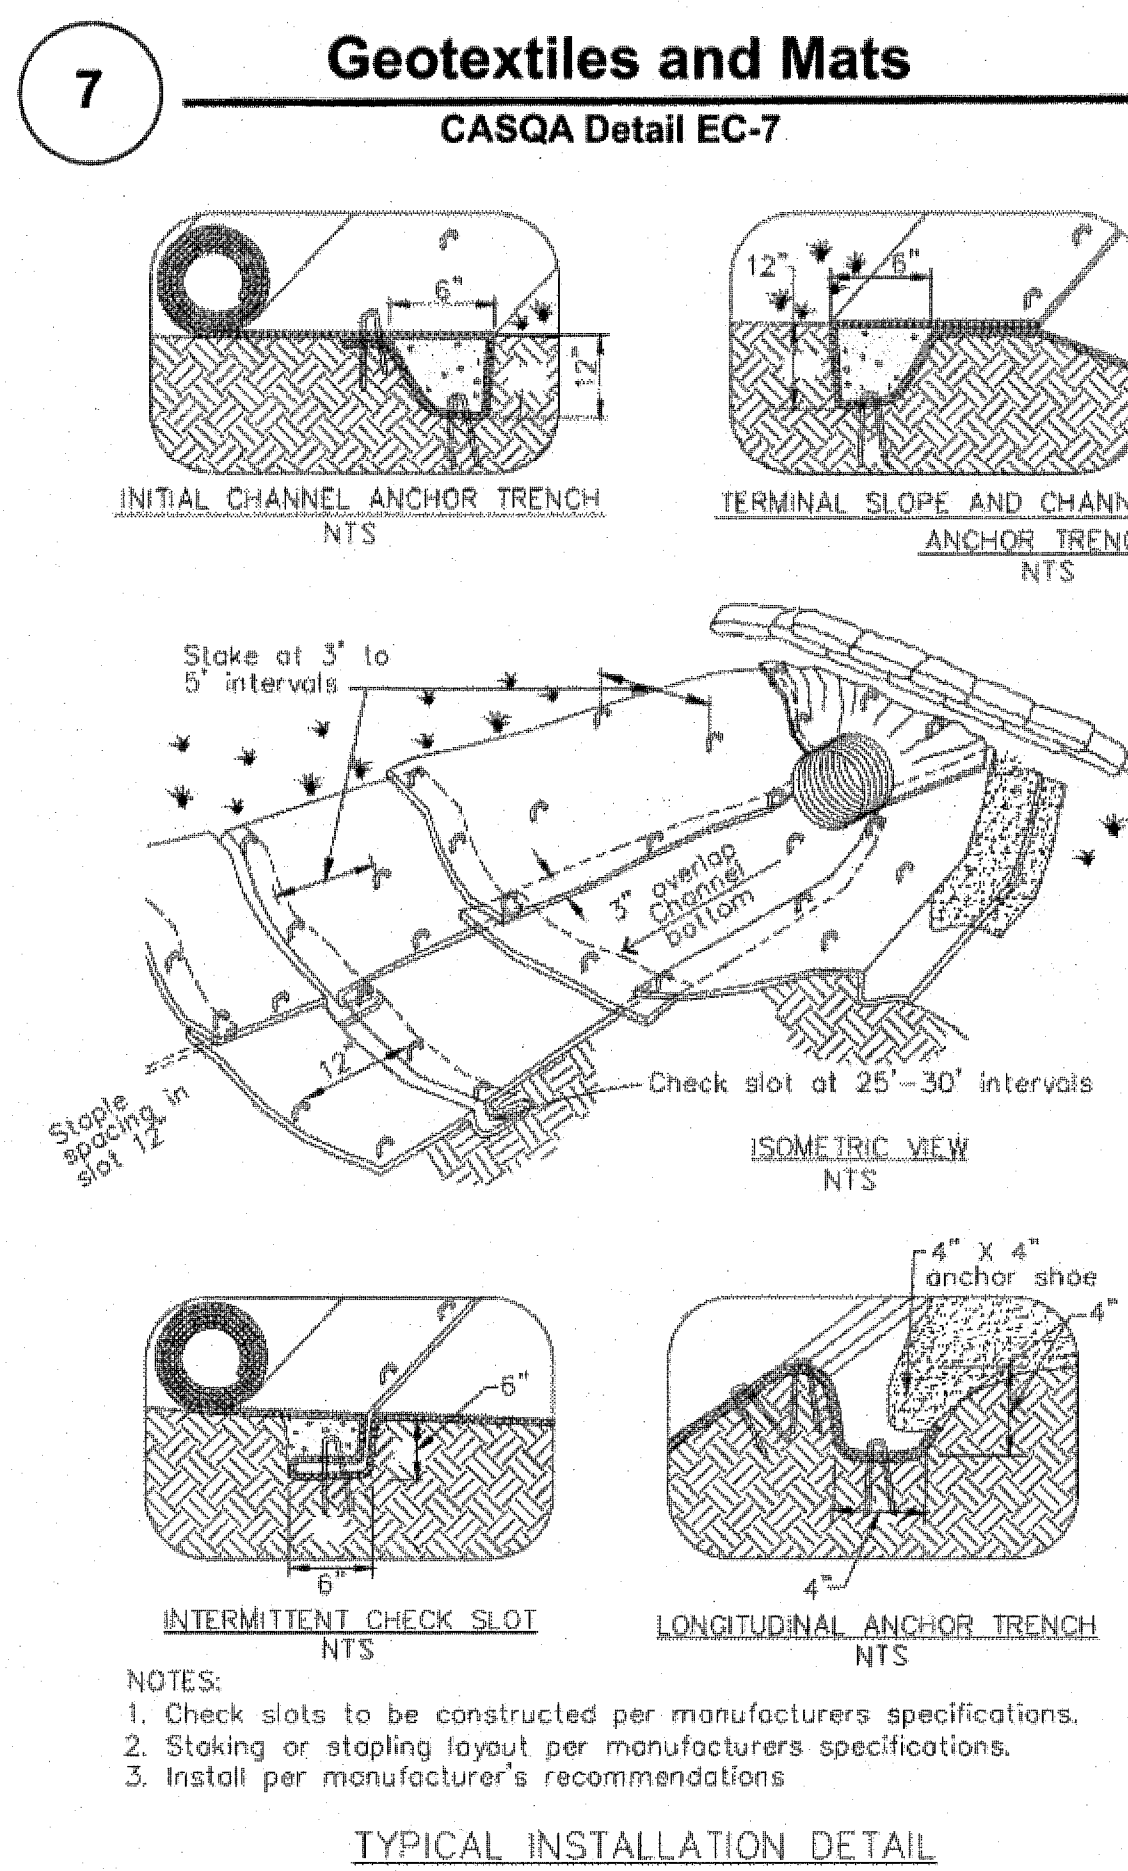 7
Geotextiles and Mats
CASQA Detail EC-7
6"
12"
INITIAL CHANNEL ANCHOR TRENCH
NTS
12"
6"
TERMINAL SLOPE AND CHANN
ANCHOR TRENC
NTS
Stake at 3' to
5' intervals
3" overlap
Channel
bottom
12"
Staple
spacing in
slot 12"
Check slot at 25'-30' intervals
ISOMETRIC VIEW
NTS
6"
6"
INTERMITTENT CHECK SLOT
NTS
4" X 4"
anchor shoe
4"
4"
LONGITUDINAL ANCHOR TRENCH
NTS
NOTES:
1. Check slots to be constructed per manufacturers specifications.
2. Staking or stapling layout per manufacturers specifications.
3. Install per manufacturer's recommendations
TYPICAL INSTALLATION DETAIL